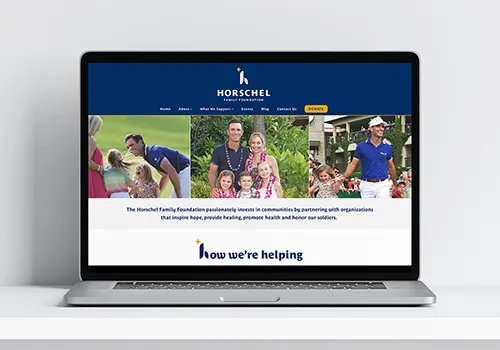 HORSCHEL
FAMILY FOUNDATION
Home About What We Support Events Blog Contact Us DONATE
The Horschel Family Foundation passionately invests in communities by partnering with organizations
that inspire hope, provide healing, promote health and honor our soldiers.
how we're helping